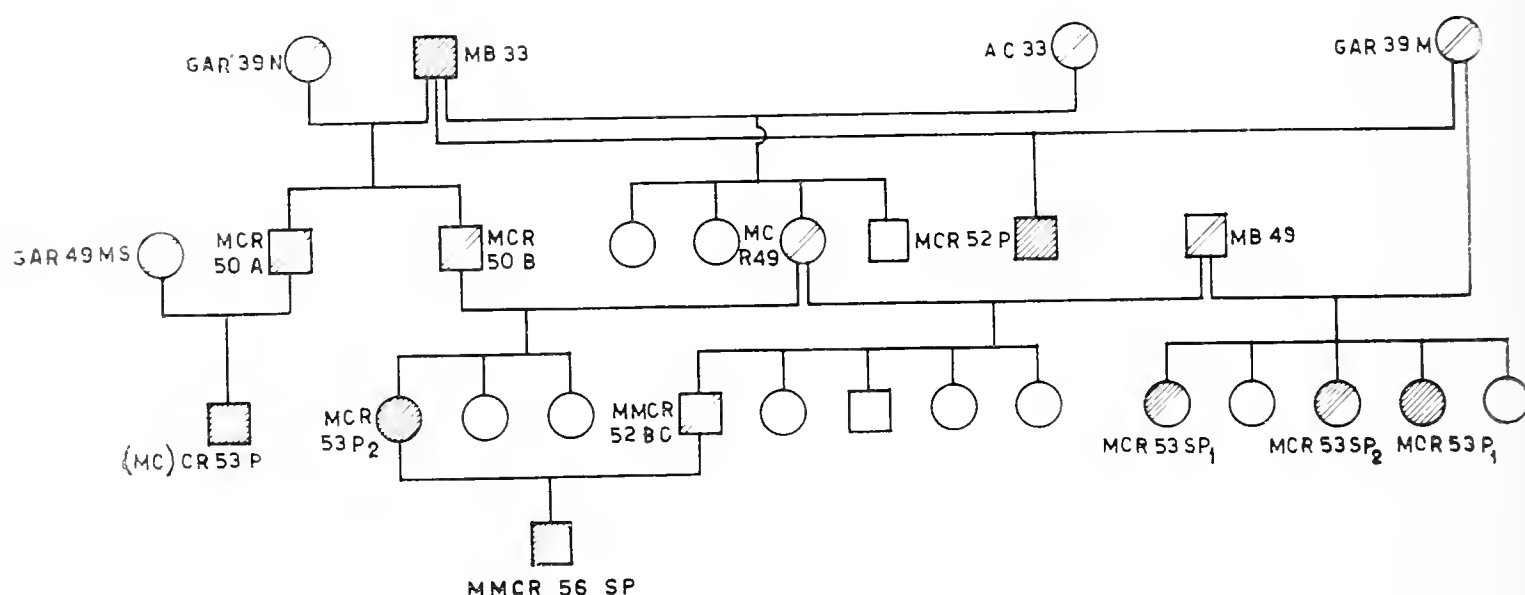 GAR 39 N
MB 33
AC 33
GAR 39 M
GAR 49 MS
MCR
50 A
MCR
50 B
MC
R49
MCR 52 P
MB 49
(MC) CR 53 P
MCR
53 P₂
MMCR
52 BC
MCR 53 SP₁
MCR 53 SP₂
MCR 53 P₁
MMCR 56 SP